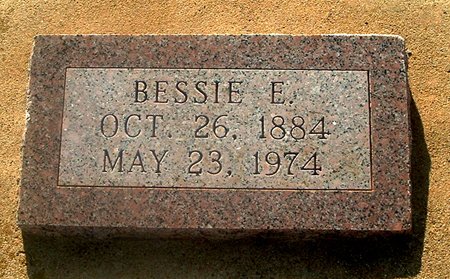 BESSIE E.
OCT. 26, 1884
MAY 23, 1974